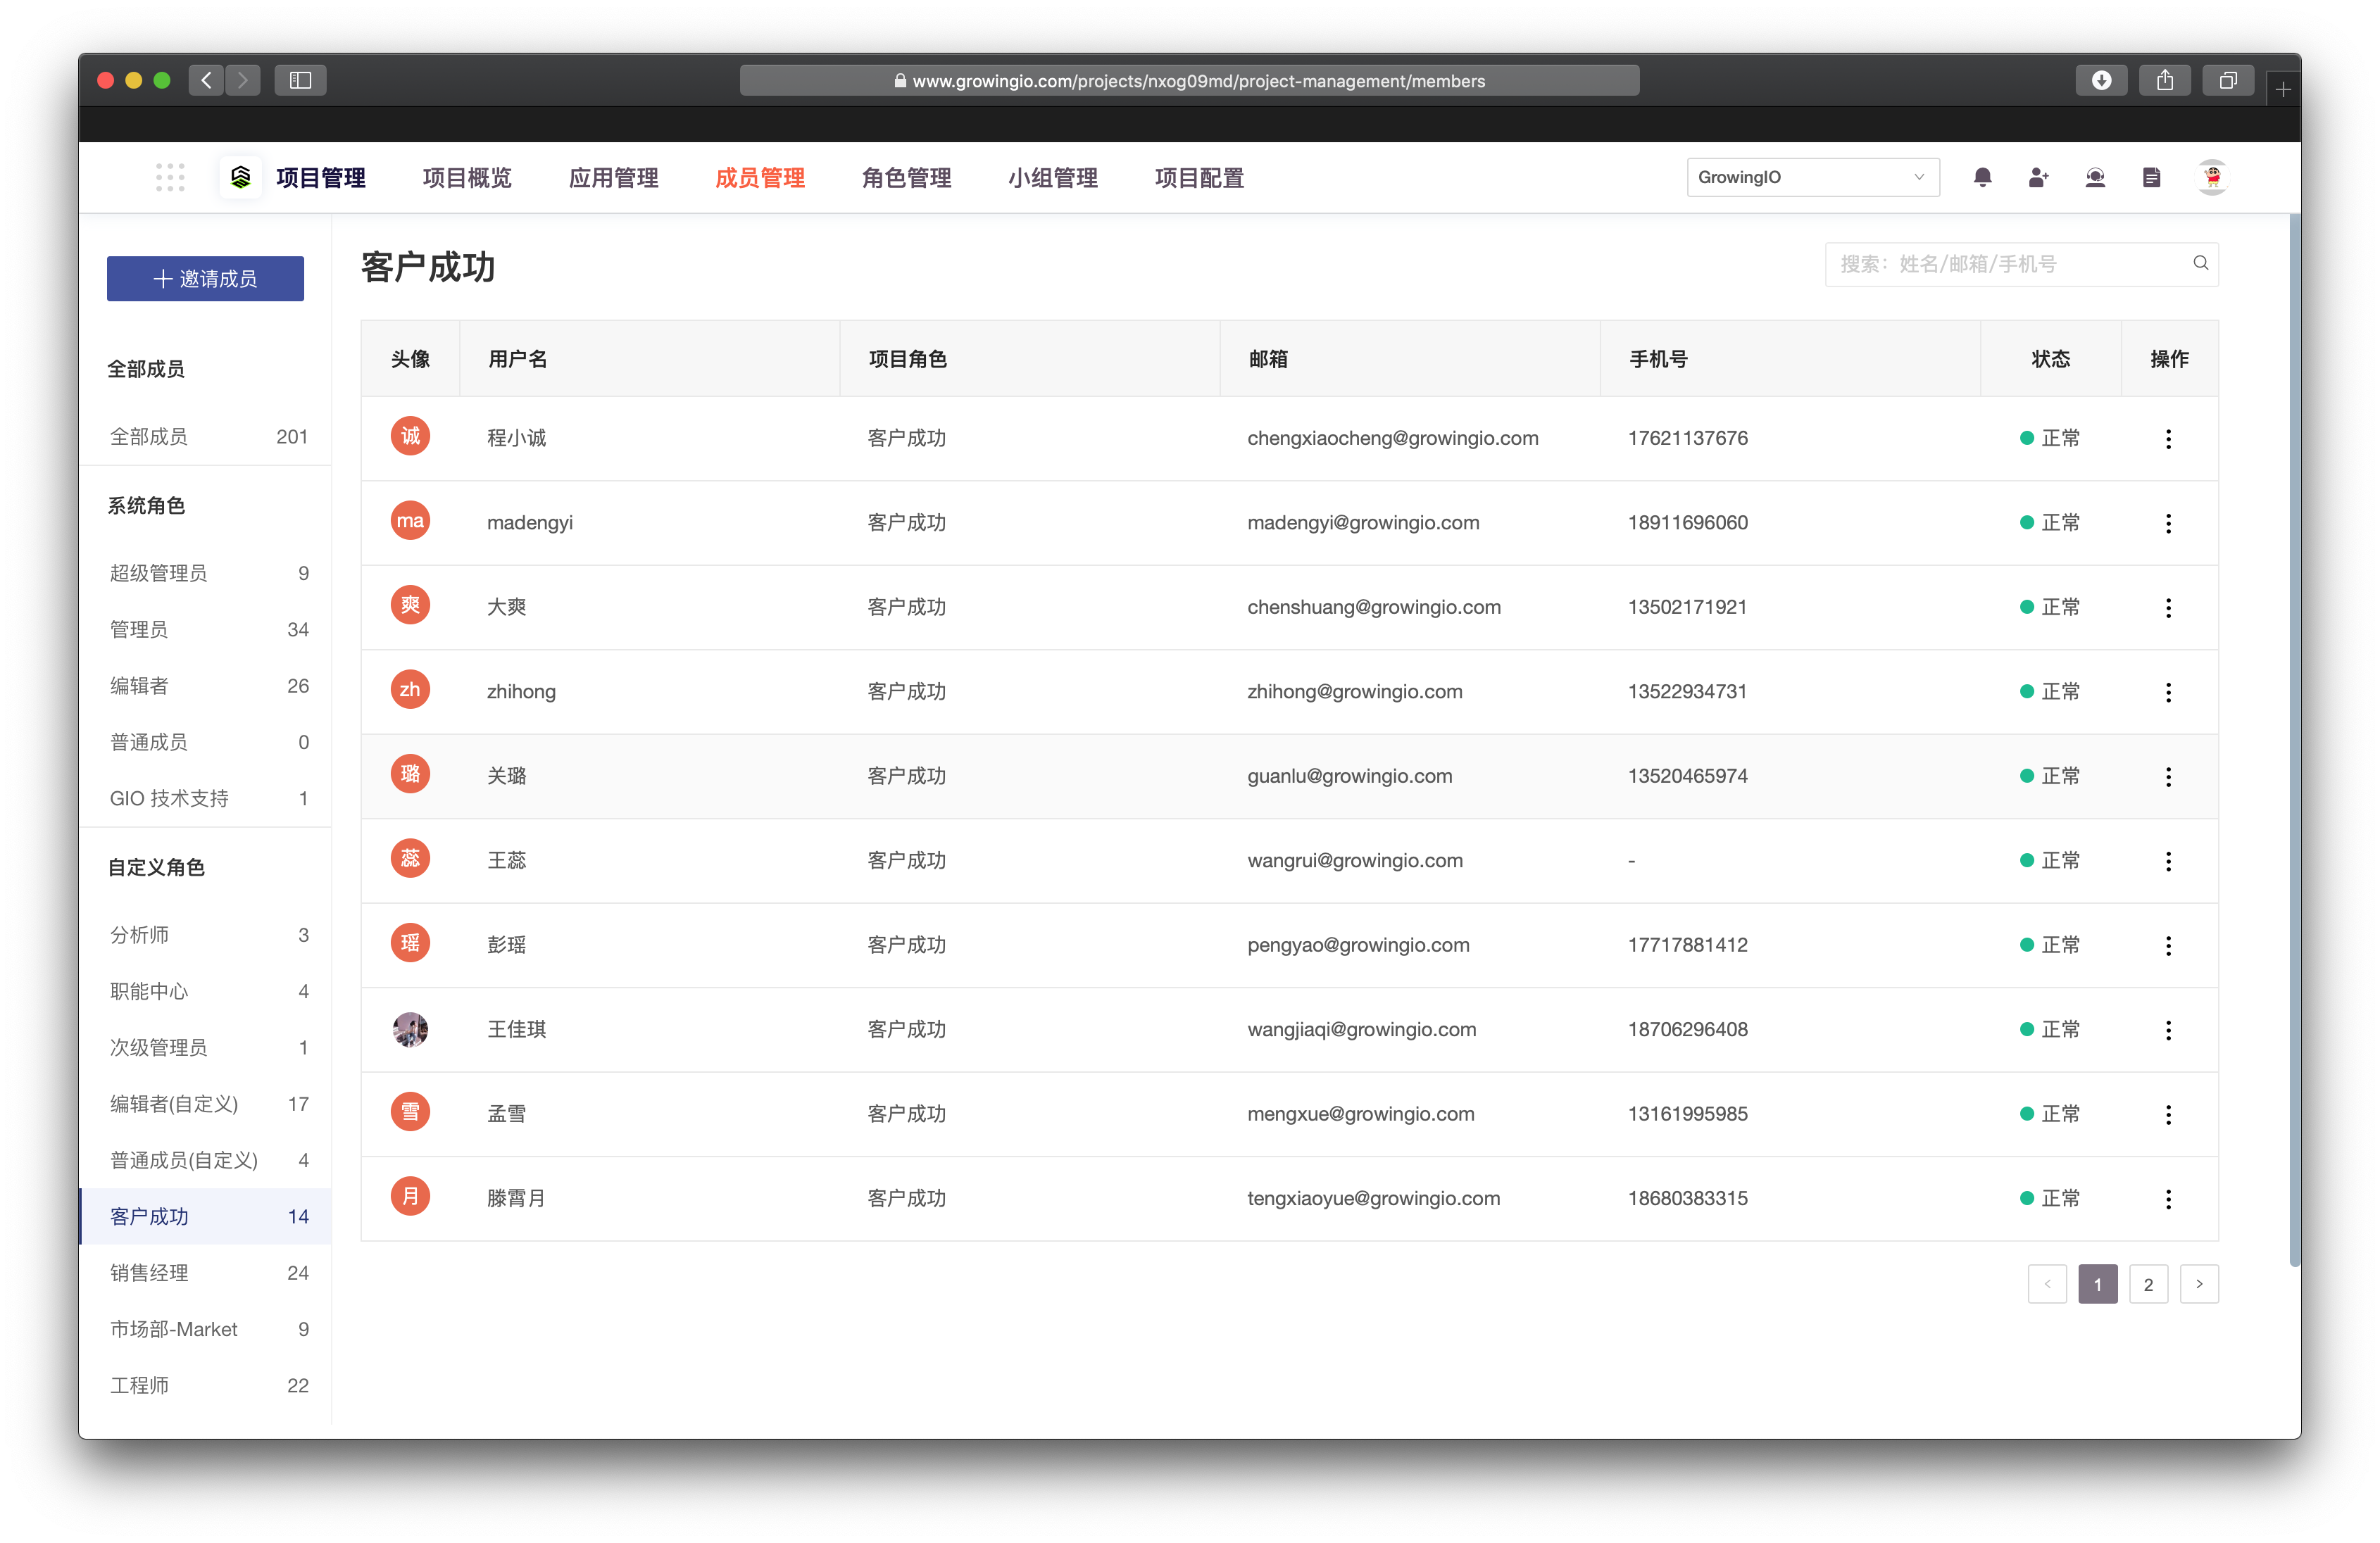 www.growingio.com/projects/nxog09md/project-management/members
项目管理 项目概览 应用管理 成员管理 角色管理 小组管理 项目配置 GrowingIO
邀请成员
全部成员
全部成员 201
系统角色
超级管理员 9
管理员 34
编辑者 26
普通成员 0
GIO 技术支持 1
自定义角色
分析师 3
职能中心 4
次级管理员 1
编辑者(自定义) 17
普通成员(自定义) 4
客户成功 14
销售经理 24
市场部-Market 9
工程师 22
客户成功
搜索：姓名/邮箱/手机号
头像 用户名 项目角色 邮箱 手机号 状态 操作
诚 程小诚 客户成功 chengxiaocheng@growingio.com 17621137676 正常
ma madengyi 客户成功 madengyi@growingio.com 18911696060 正常
爽 大爽 客户成功 chenshuang@growingio.com 13502171921 正常
zh zhihong 客户成功 zhihong@growingio.com 13522934731 正常
璐 关璐 客户成功 guanlu@growingio.com 13520465974 正常
蕊 王蕊 客户成功 wangrui@growingio.com - 正常
瑶 彭瑶 客户成功 pengyao@growingio.com 17717881412 正常
王佳琪 客户成功 wangjiaqi@growingio.com 18706296408 正常
雪 孟雪 客户成功 mengxue@growingio.com 13161995985 正常
月 滕霄月 客户成功 tengxiaoyue@growingio.com 18680383315 正常
1 2